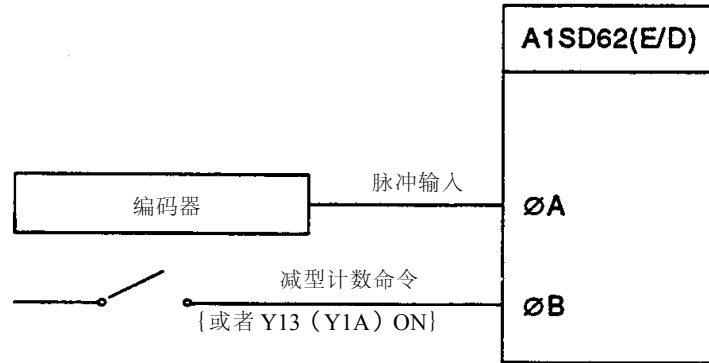 A1SD62(E/D)
脉冲输入
编码器
ØA
减型计数命令
ØB
{或者 Y13（Y1A）ON}